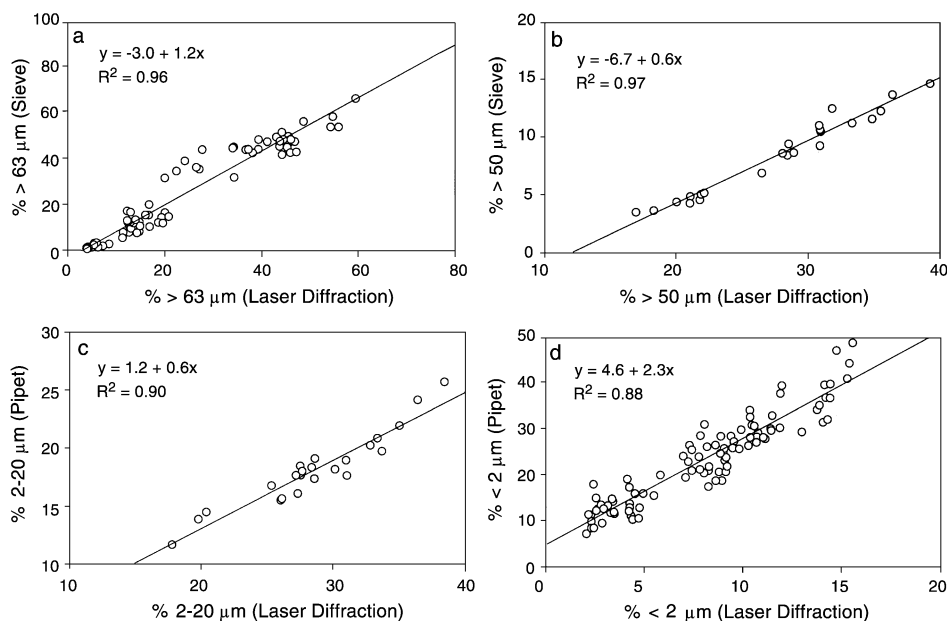 a
y = -3.0 + 1.2x
R² = 0.96
% > 63 μm (Sieve)
100
80
60
40
20
0
0 20 40 60 80
% > 63 μm (Laser Diffraction)
b
y = -6.7 + 0.6x
R² = 0.97
% > 50 μm (Sieve)
20
15
10
5
0
10 20 30 40
% > 50 μm (Laser Diffraction)
c
y = 1.2 + 0.6x
R² = 0.90
% 2-20 μm (Pipet)
30
25
20
15
10
10 20 30 40
% 2-20 μm (Laser Diffraction)
d
y = 4.6 + 2.3x
R² = 0.88
% < 2 μm (Pipet)
50
40
30
20
10
0
0 5 10 15 20
% < 2 μm (Laser Diffraction)